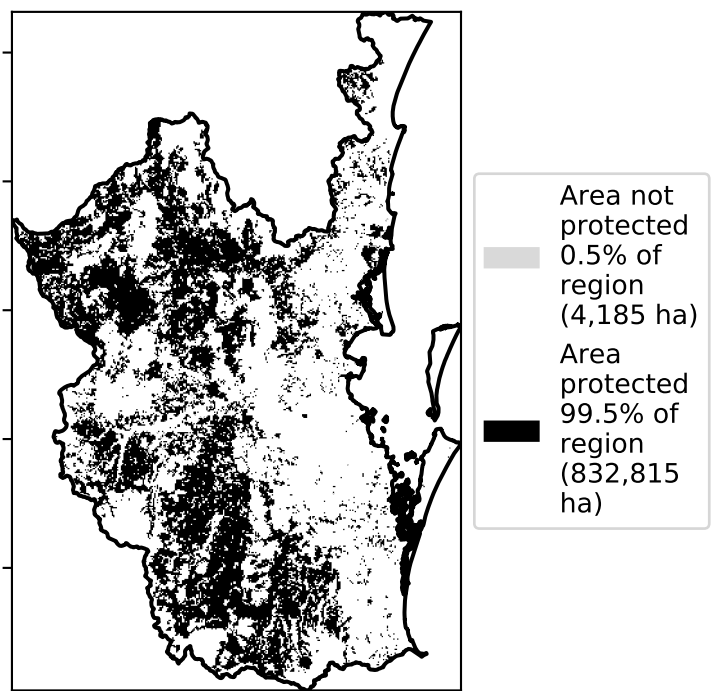 Area not
protected
0.5% of
region
(4,185 ha)
Area
protected
99.5% of
region
(832,815
ha)